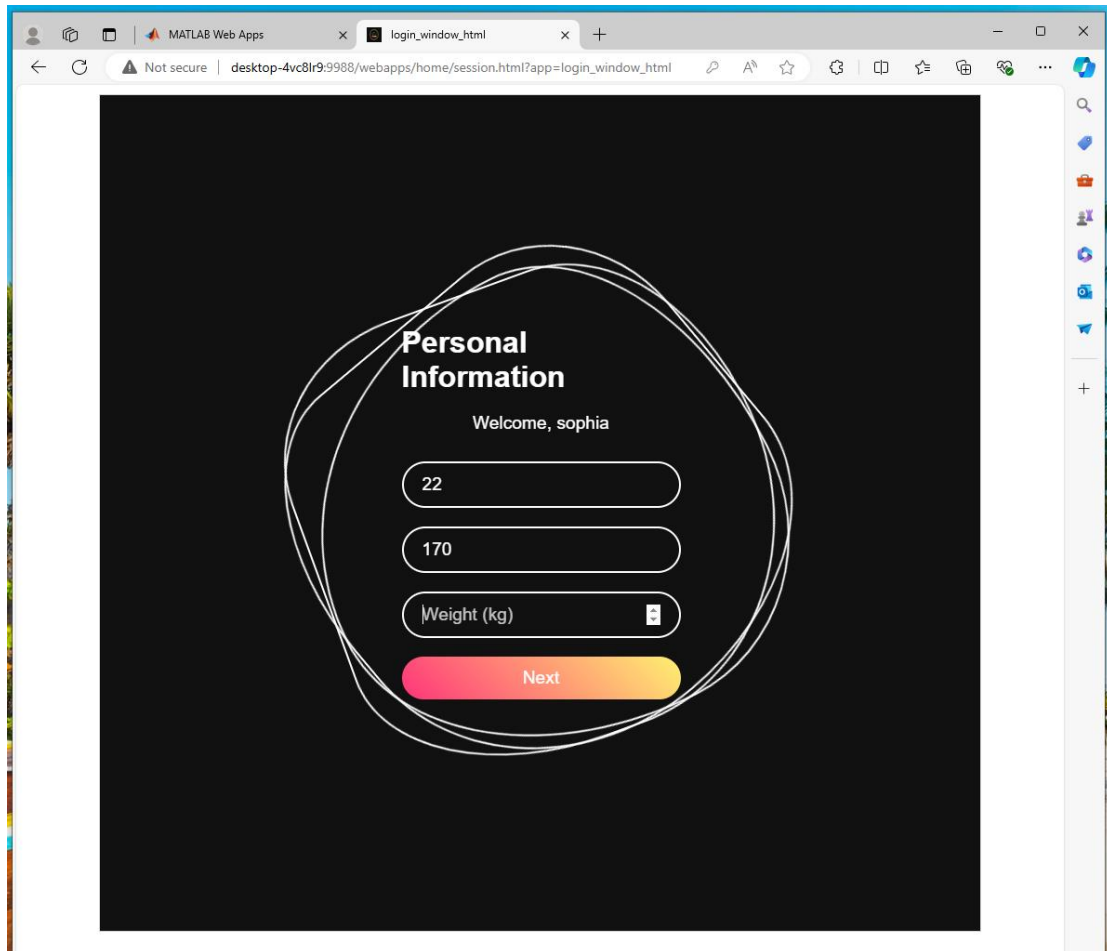 MATLAB Web Apps
login_window_html
Not secure
desktop-4vc8lr9:9988/webapps/home/session.html?app=login_window_html
Personal
Information
Welcome, sophia
22
170
Weight (kg)
Next